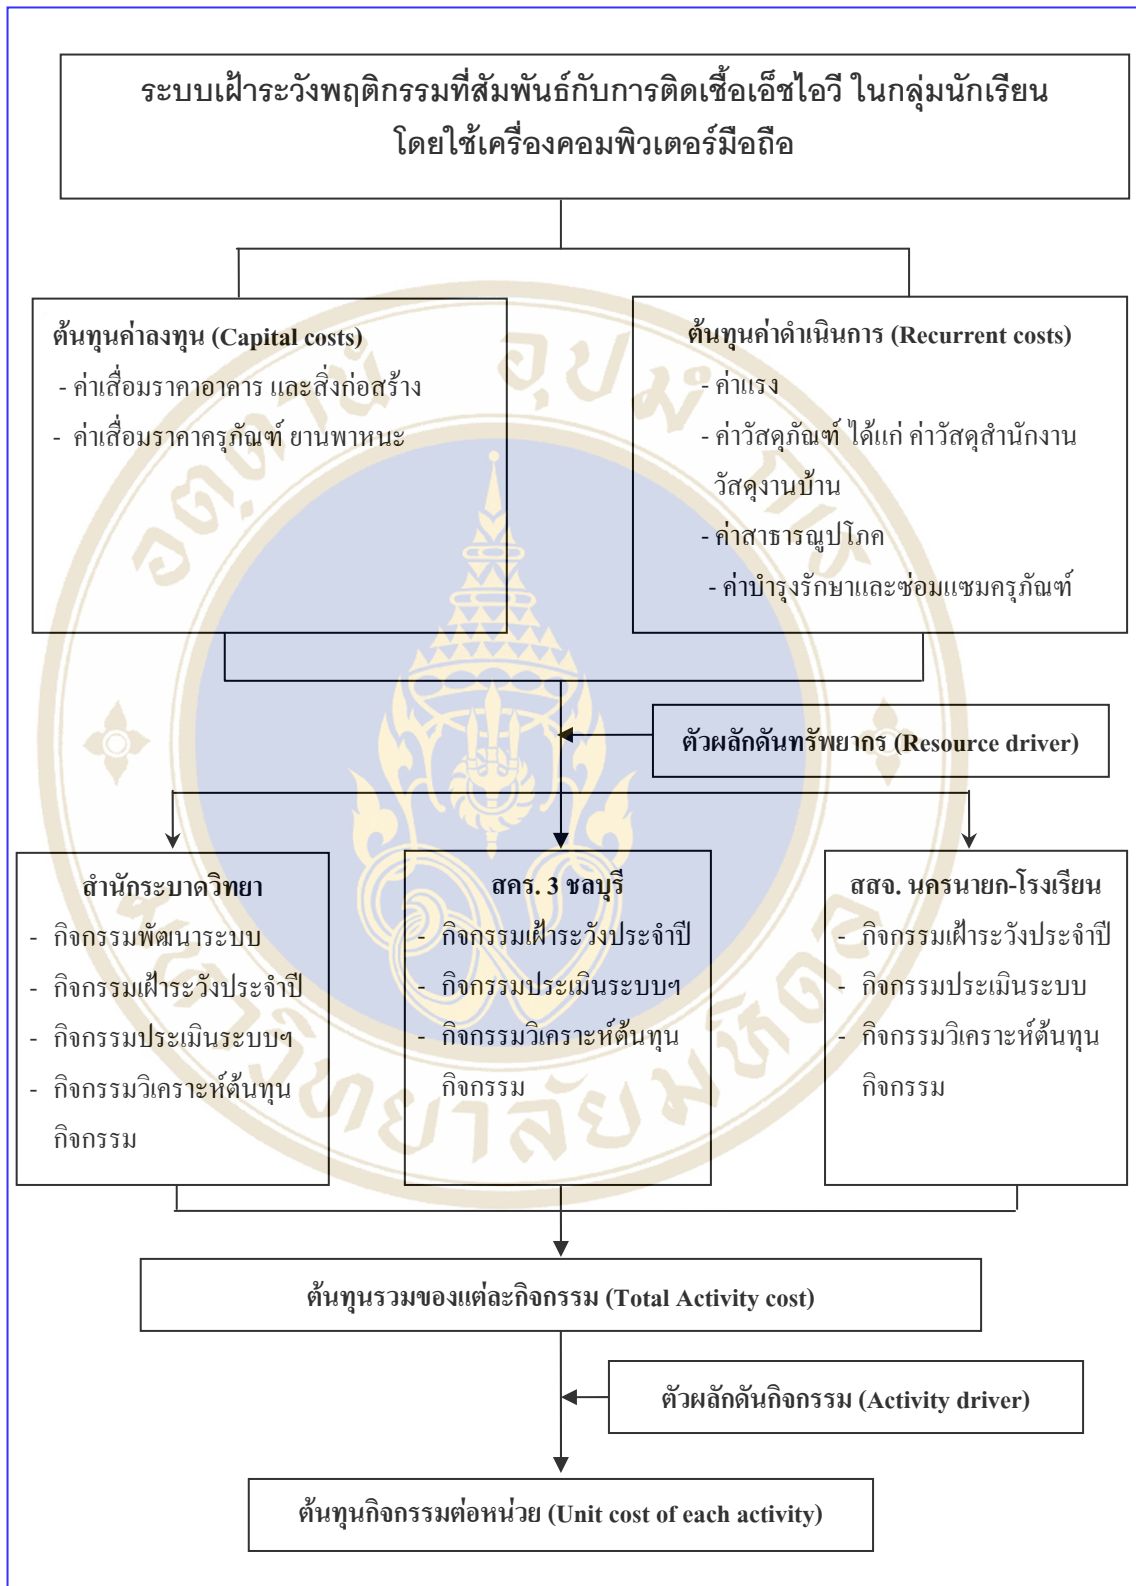 ระบบเฝ้าระวังพฤติกรรมที่สัมพันธ์กับการติดเชื้อเอ็ชไอวี ในกลุ่มนักเรียน
โดยใช้เครื่องคอมพิวเตอร์มือถือ
ต้นทุนค่าลงทุน (Capital costs)
- ค่าเสื่อมราคาอาคาร และสิ่งก่อสร้าง
- ค่าเสื่อมราคาครุภัณฑ์ ยานพาหนะ
ต้นทุนค่าดำเนินการ (Recurrent costs)
- ค่าแรง
- ค่าวัสดุภัณฑ์ ได้แก่ ค่าวัสดุสำนักงาน
วัสดุงานบ้าน
- ค่าสาธารณูปโภค
- ค่าบำรุงรักษาและซ่อมแซมครุภัณฑ์
ตัวผลักดันทรัพยากร (Resource driver)
สำนักระบาดวิทยา
- กิจกรรมพัฒนาระบบ
- กิจกรรมเฝ้าระวังประจำปี
- กิจกรรมประเมินระบบฯ
- กิจกรรมวิเคราะห์ต้นทุน
กิจกรรม
สคร. 3 ชลบุรี
- กิจกรรมเฝ้าระวังประจำปี
- กิจกรรมประเมินระบบฯ
- กิจกรรมวิเคราะห์ต้นทุน
กิจกรรม
สสจ. นครนายก-โรงเรียน
- กิจกรรมเฝ้าระวังประจำปี
- กิจกรรมประเมินระบบ
- กิจกรรมวิเคราะห์ต้นทุน
กิจกรรม
ต้นทุนรวมของแต่ละกิจกรรม (Total Activity cost)
ตัวผลักดันกิจกรรม (Activity driver)
ต้นทุนกิจกรรมต่อหน่วย (Unit cost of each activity)
อตฺตานํ อุปมํ กเร
มหาวิทยาลัยมหิดล